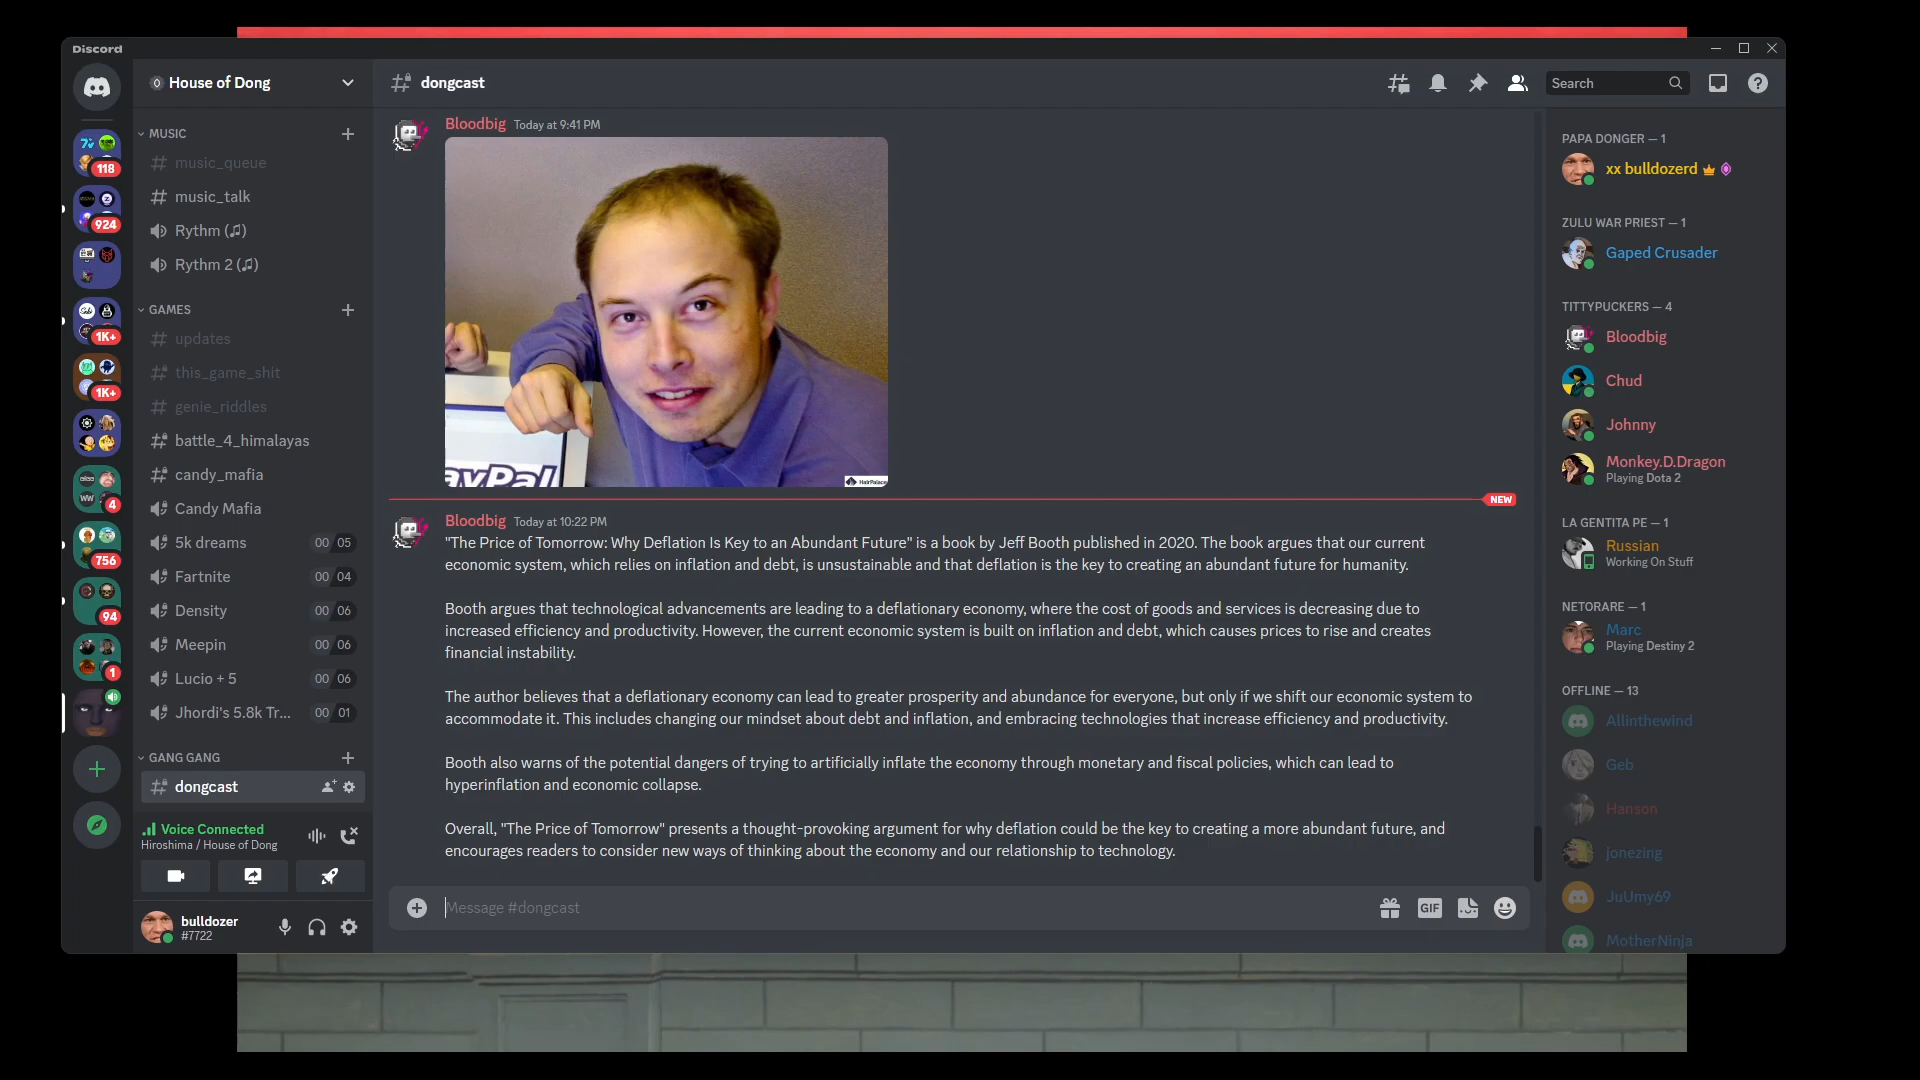 Discord
House of Dong
dongcast
Search
MUSIC
music_queue
music_talk
Rythm (♫)
Rythm 2 (♫)
GAMES
updates
this_game_shit
genie_riddles
battle_4_himalayas
candy_mafia
Candy Mafia
5k dreams 00 05
Fartnite 00 04
Density 00 06
Meepin 00 06
Lucio + 5 00 06
Jhordi's 5.8k Tr... 00 01
GANG GANG
dongcast
Voice Connected
Hiroshima / House of Dong
bulldozer
#7722
118
924
1K+
1K+
4
756
94
1
Bloodbig Today at 9:41 PM
ayPal
HairPalace
NEW
Bloodbig Today at 10:22 PM
"The Price of Tomorrow: Why Deflation Is Key to an Abundant Future" is a book by Jeff Booth published in 2020. The book argues that our current
economic system, which relies on inflation and debt, is unsustainable and that deflation is the key to creating an abundant future for humanity.
Booth argues that technological advancements are leading to a deflationary economy, where the cost of goods and services is decreasing due to
increased efficiency and productivity. However, the current economic system is built on inflation and debt, which causes prices to rise and creates
financial instability.
The author believes that a deflationary economy can lead to greater prosperity and abundance for everyone, but only if we shift our economic system to
accommodate it. This includes changing our mindset about debt and inflation, and embracing technologies that increase efficiency and productivity.
Booth also warns of the potential dangers of trying to artificially inflate the economy through monetary and fiscal policies, which can lead to
hyperinflation and economic collapse.
Overall, "The Price of Tomorrow" presents a thought-provoking argument for why deflation could be the key to creating a more abundant future, and
encourages readers to consider new ways of thinking about the economy and our relationship to technology.
Message #dongcast
GIF
PAPA DONGER — 1
xx bulldozerd
ZULU WAR PRIEST — 1
Gaped Crusader
TITTYPUCKERS — 4
Bloodbig
Chud
Johnny
Monkey.D.Dragon
Playing Dota 2
LA GENTITA PE — 1
Russian
Working On Stuff
NETORARE — 1
Marc
Playing Destiny 2
OFFLINE — 13
Allinthewind
Geb
Hanson
jonezing
JuUmy69
MotherNinja